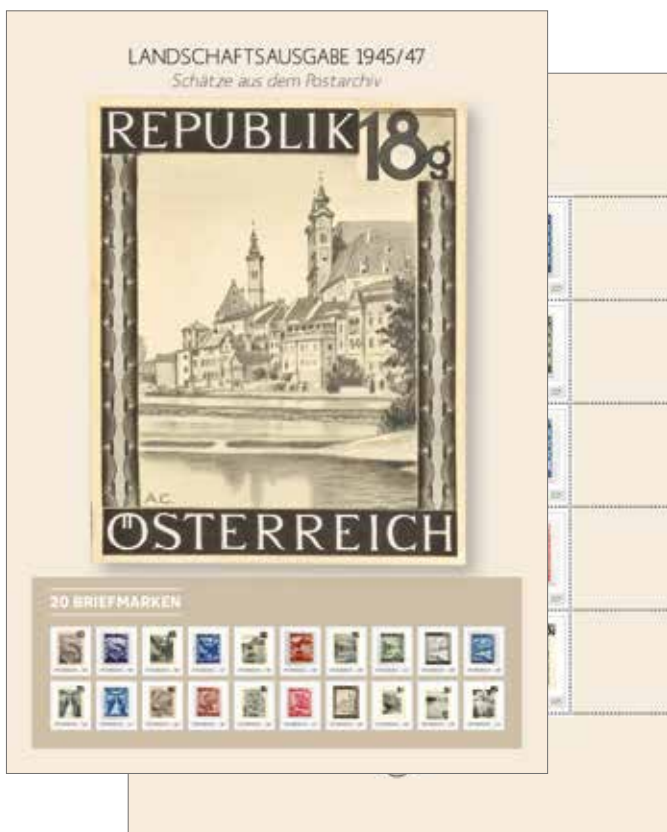 LANDSCHAFTSAUSGABE 1945/47
Schätze aus dem Postarchiv
REPUBLIK 18g
A.C.
ÖSTERREICH
20 BRIEFMARKEN